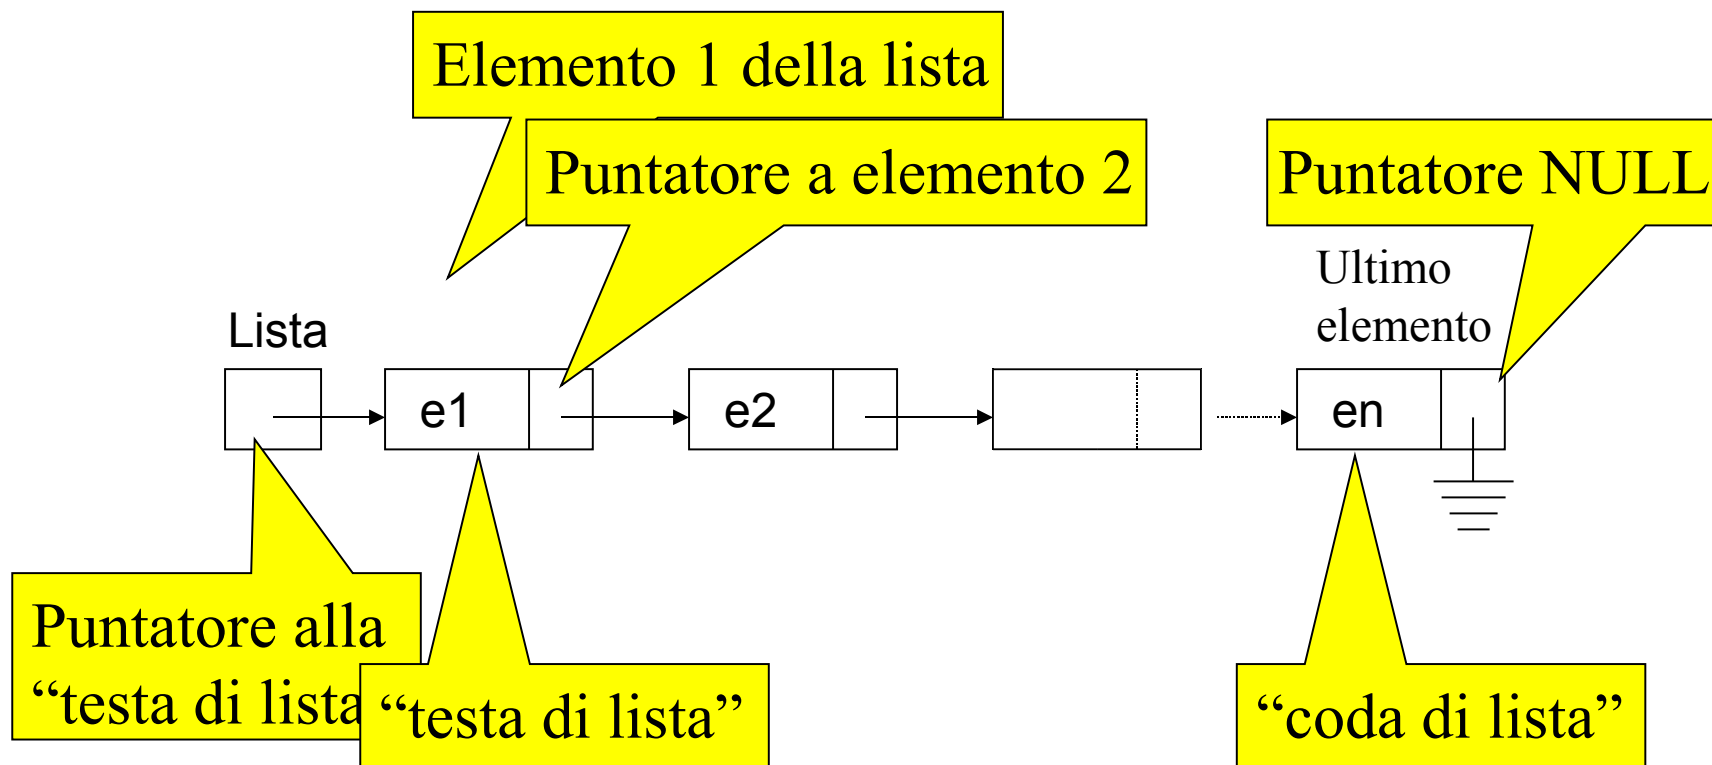 Elemento 1 della lista
Puntatore a elemento 2
Puntatore NULL
Ultimo
elemento
Lista
e1
e2
en
Puntatore alla
“testa di lista
“testa di lista”
“coda di lista”